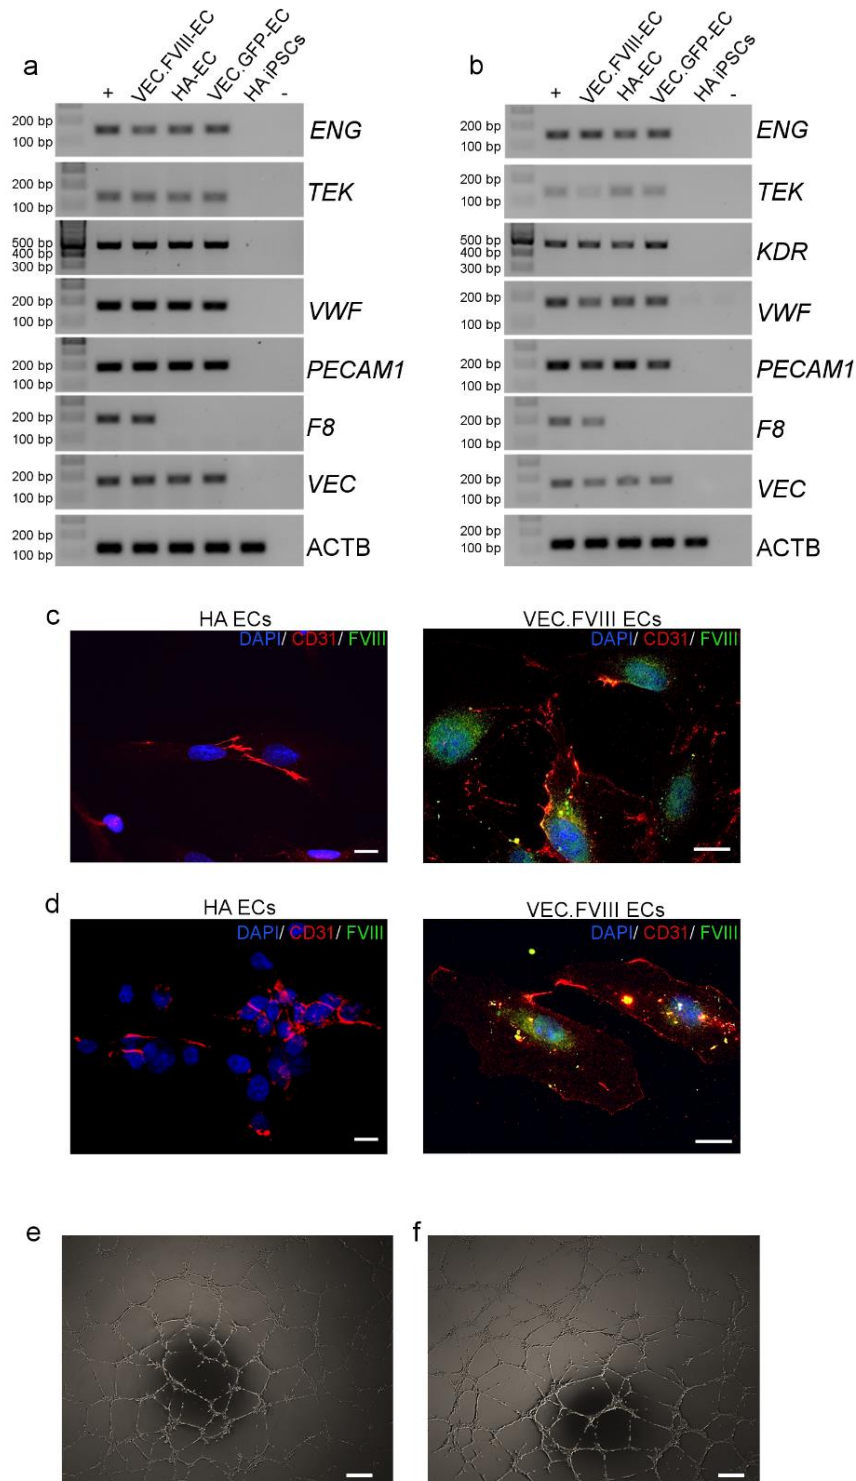 a
+
VEC.FVIII-EC
HA-EC
VEC.GFP-EC
HA iPSCs
-
200 bp
100 bp
ENG
200 bp
100 bp
TEK
500 bp
400 bp
300 bp
200 bp
100 bp
VWF
200 bp
100 bp
PECAM1
200 bp
100 bp
F8
200 bp
100 bp
VEC
200 bp
100 bp
ACTB
b
+
VEC.FVIII-EC
HA-EC
VEC.GFP-EC
HA iPSCs
-
200 bp
100 bp
ENG
200 bp
100 bp
TEK
500 bp
400 bp
300 bp
KDR
200 bp
100 bp
VWF
200 bp
100 bp
PECAM1
200 bp
100 bp
F8
200 bp
100 bp
VEC
200 bp
100 bp
ACTB
c
HA ECs
DAPI/ CD31/ FVIII
VEC.FVIII ECs
DAPI/ CD31/ FVIII
d
HA ECs
DAPI/ CD31/ FVIII
VEC.FVIII ECs
DAPI/ CD31/ FVIII
e
f